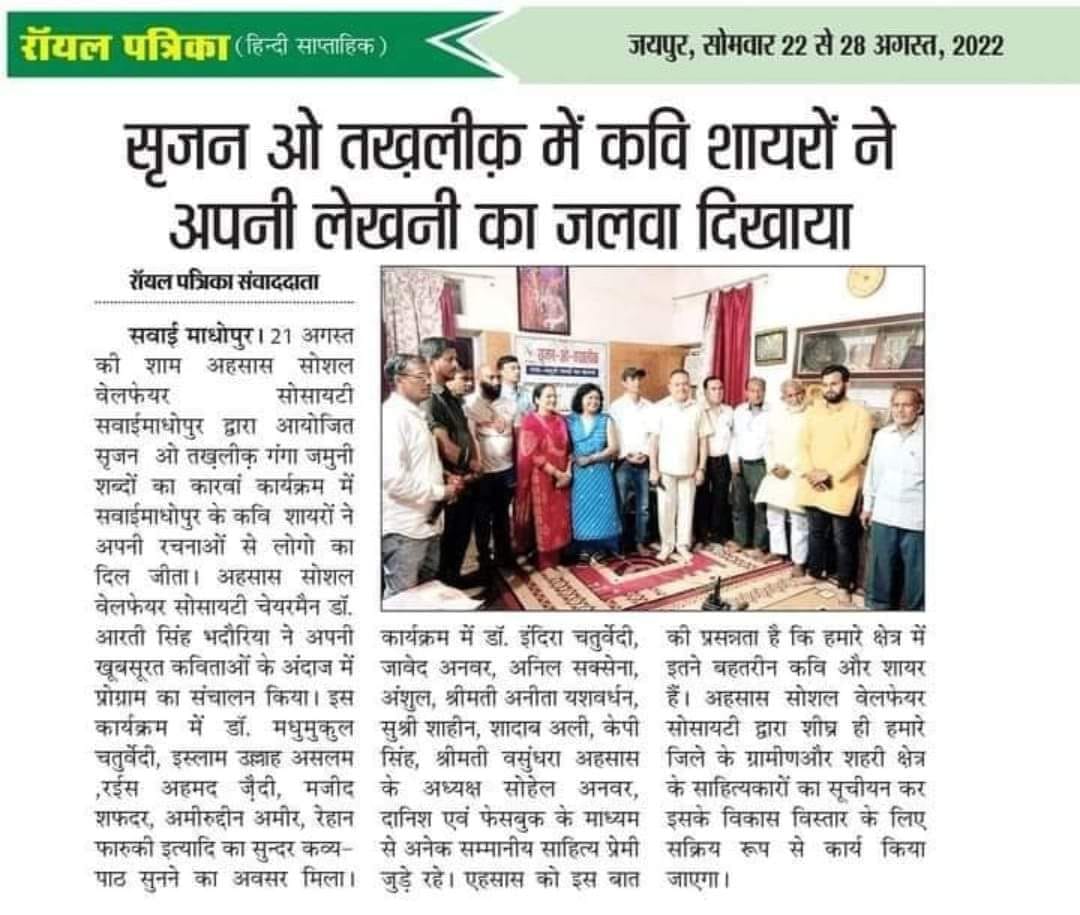 रॉयल पत्रिका (हिन्दी साप्ताहिक)
जयपुर, सोमवार 22 से 28 अगस्त, 2022
सृजन ओ तख़लीक़ में कवि शायरों ने
अपनी लेखनी का जलवा दिखाया
रॉयल पत्रिका संवाददाता
सवाई माधोपुर। 21 अगस्त
की शाम अहसास सोशल
वेलफेयर सोसायटी
सवाईमाधोपुर द्वारा आयोजित
सृजन ओ तख़लीक़ गंगा जमुनी
शब्दों का कारवां कार्यक्रम में
सवाईमाधोपुर के कवि शायरों ने
अपनी रचनाओं से लोगो का
दिल जीता। अहसास सोशल
वेलफेयर सोसायटी चेयरमैन डॉ.
आरती सिंह भदौरिया ने अपनी
खूबसूरत कविताओं के अंदाज में
प्रोग्राम का संचालन किया। इस
कार्यक्रम में डॉ. मधुमुकुल
चतुर्वेदी, इस्लाम उल्लाह असलम
,रईस अहमद जै़दी, मजीद
शफदर, अमीरुद्दीन अमीर, रेहान
फारुकी इत्यादि का सुन्दर कव्य-
पाठ सुनने का अवसर मिला।
सृजन-ओ-तखलीक
कार्यक्रम में डॉ. इंदिरा चतुर्वेदी,
जावेद अनवर, अनिल सक्सेना,
अंशुल, श्रीमती अनीता यशवर्धन,
सुश्री शाहीन, शादाब अली, केपी
सिंह, श्रीमती वसुंधरा अहसास
के अध्यक्ष सोहेल अनवर,
दानिश एवं फेसबुक के माध्यम
से अनेक सम्मानीय साहित्य प्रेमी
जुड़े रहे। एहसास को इस बात
की प्रसन्नता है कि हमारे क्षेत्र में
इतने बहतरीन कवि और शायर
हैं। अहसास सोशल वेलफेयर
सोसायटी द्वारा शीघ्र ही हमारे
जिले के ग्रामीणऔर शहरी क्षेत्र
के साहित्यकारों का सूचीयन कर
इसके विकास विस्तार के लिए
सक्रिय रूप से कार्य किया
जाएगा।